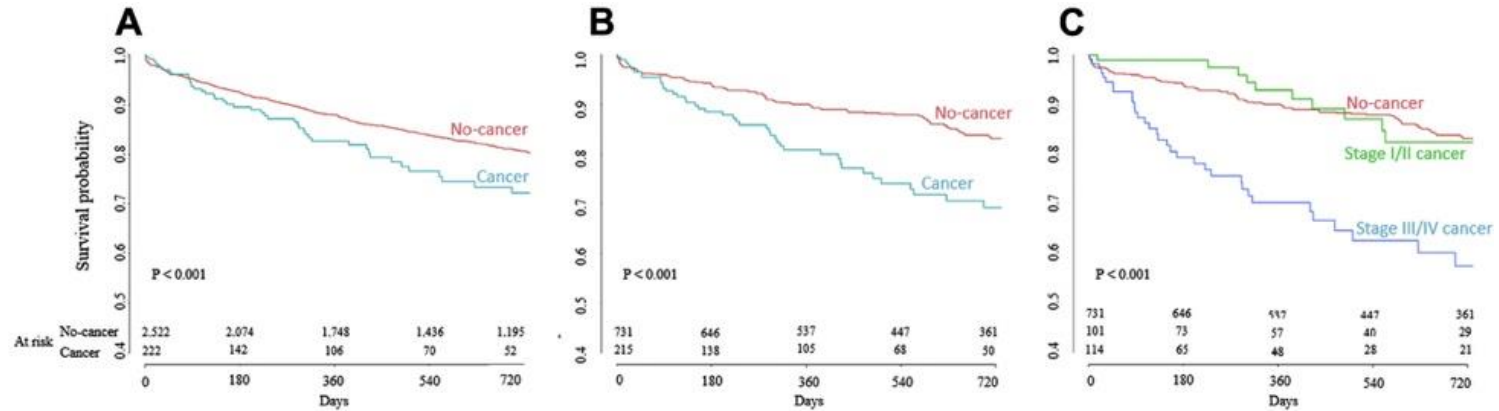 A
B
C
Survival probability
1.0
0.9
0.8
0.7
0.6
0.5
0.4
No-cancer
Cancer
P < 0.001
At risk
No-cancer 2.522 2.074 1.748 1.436 1.195
Cancer 222 142 106 70 52
0 180 360 540 720
Days
1.0
0.9
0.8
0.7
0.6
0.5
0.4
No-cancer
Cancer
P < 0.001
731 646 537 447 361
215 138 105 68 50
0 180 360 540 720
Days
1.0
0.9
0.8
0.7
0.6
0.5
0.4
No-cancer
Stage I/II cancer
Stage III/IV cancer
P < 0.001
731 646 537 447 361
101 73 57 40 29
114 65 48 28 21
0 180 360 540 720
Days